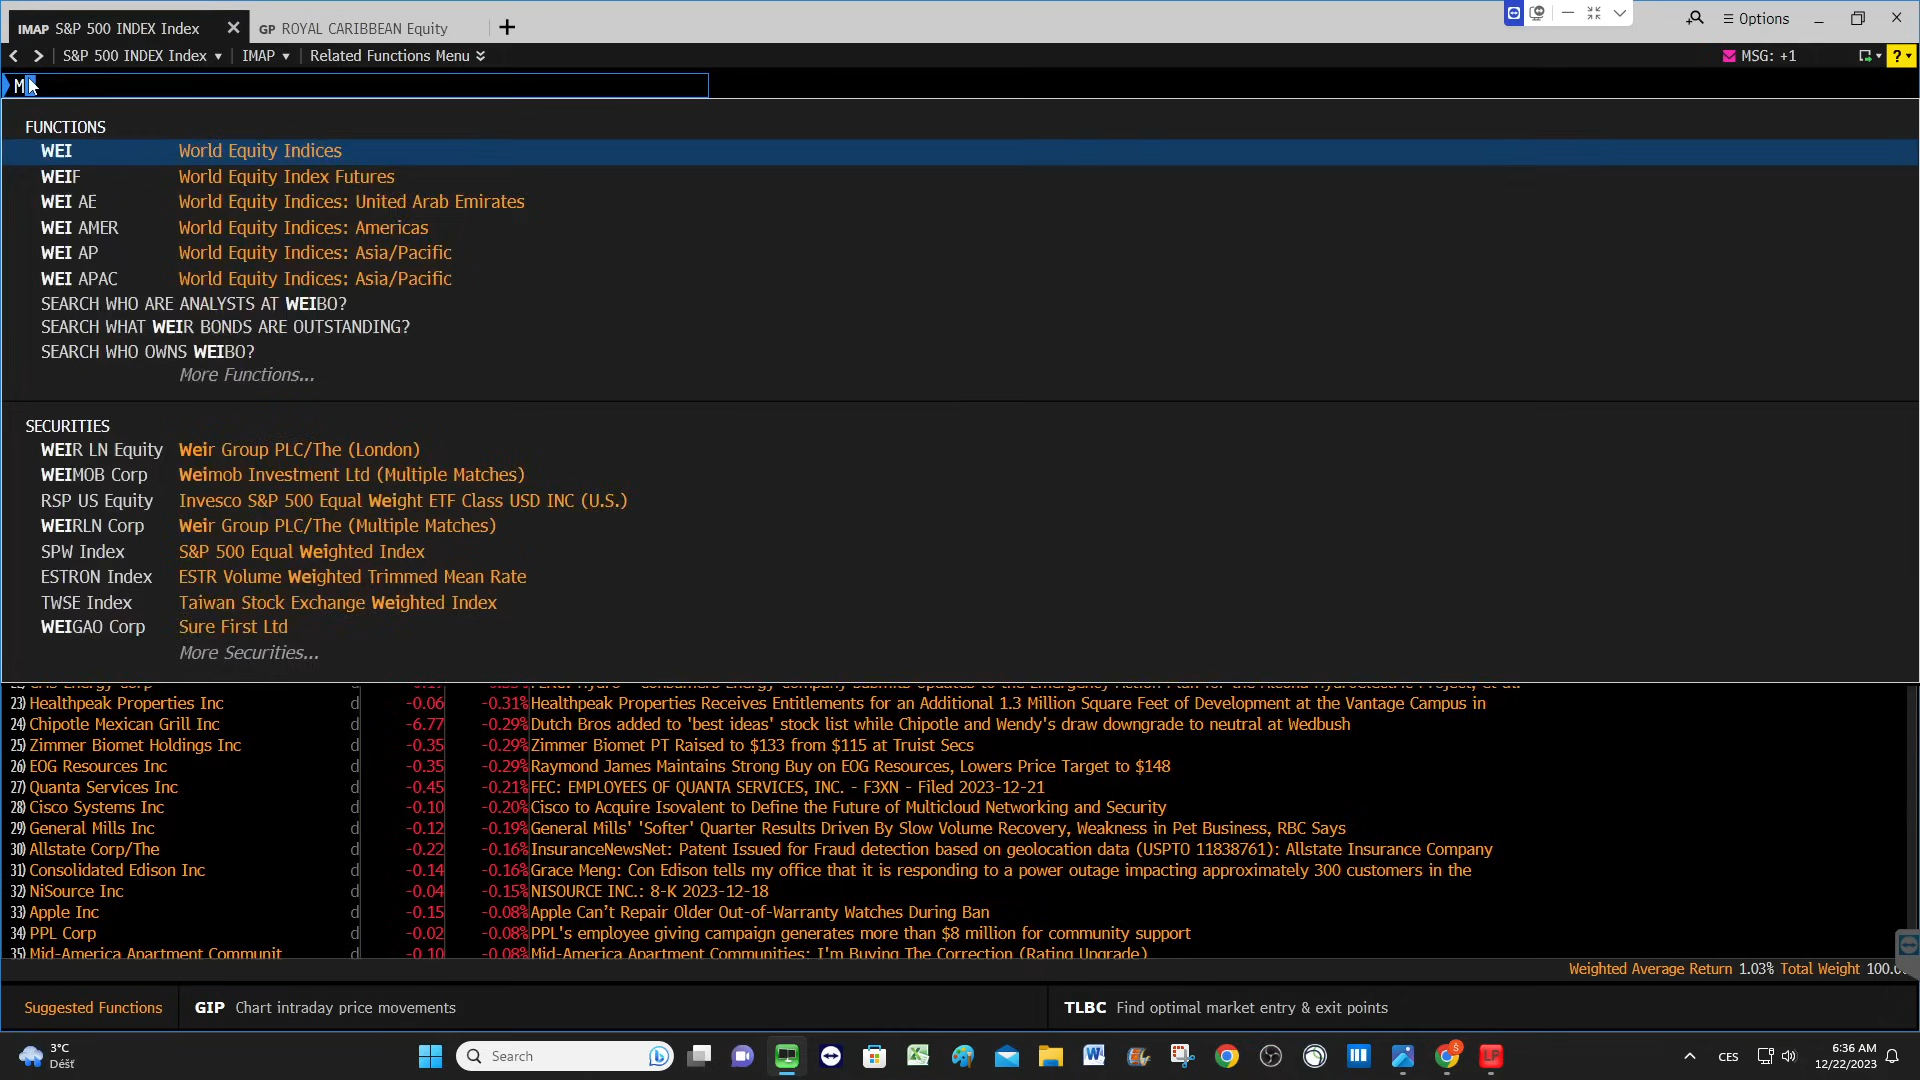 IMAP S&P 500 INDEX Index
GP ROYAL CARIBBEAN Equity
Options
S&P 500 INDEX Index
IMAP
Related Functions Menu
MSG: +1
?
M
FUNCTIONS
WEI World Equity Indices
WEIF World Equity Index Futures
WEI AE World Equity Indices: United Arab Emirates
WEI AMER World Equity Indices: Americas
WEI AP World Equity Indices: Asia/Pacific
WEI APAC World Equity Indices: Asia/Pacific
SEARCH WHO ARE ANALYSTS AT WEIBO?
SEARCH WHAT WEIR BONDS ARE OUTSTANDING?
SEARCH WHO OWNS WEIBO?
More Functions...
SECURITIES
WEIR LN Equity Weir Group PLC/The (London)
WEIMOB Corp Weimob Investment Ltd (Multiple Matches)
RSP US Equity Invesco S&P 500 Equal Weight ETF Class USD INC (U.S.)
WEIRLN Corp Weir Group PLC/The (Multiple Matches)
SPW Index S&P 500 Equal Weighted Index
ESTRON Index ESTR Volume Weighted Trimmed Mean Rate
TWSE Index Taiwan Stock Exchange Weighted Index
WEIGAO Corp Sure First Ltd
More Securities...
23) Healthpeak Properties Inc d -0.06 -0.31% Healthpeak Properties Receives Entitlements for an Additional 1.3 Million Square Feet of Development at the Vantage Campus in
24) Chipotle Mexican Grill Inc d -6.77 -0.29% Dutch Bros added to 'best ideas' stock list while Chipotle and Wendy's draw downgrade to neutral at Wedbush
25) Zimmer Biomet Holdings Inc d -0.35 -0.29% Zimmer Biomet PT Raised to $133 from $115 at Truist Secs
26) EOG Resources Inc d -0.35 -0.29% Raymond James Maintains Strong Buy on EOG Resources, Lowers Price Target to $148
27) Quanta Services Inc d -0.45 -0.21% FEC: EMPLOYEES OF QUANTA SERVICES, INC. - F3XN - Filed 2023-12-21
28) Cisco Systems Inc d -0.10 -0.20% Cisco to Acquire Isovalent to Define the Future of Multicloud Networking and Security
29) General Mills Inc d -0.12 -0.19% General Mills' 'Softer' Quarter Results Driven By Slow Volume Recovery, Weakness in Pet Business, RBC Says
30) Allstate Corp/The d -0.22 -0.16% InsuranceNewsNet: Patent Issued for Fraud detection based on geolocation data (USPTO 11838761): Allstate Insurance Company
31) Consolidated Edison Inc d -0.14 -0.16% Grace Meng: Con Edison tells my office that it is responding to a power outage impacting approximately 300 customers in the
32) NiSource Inc d -0.04 -0.15% NISOURCE INC.: 8-K 2023-12-18
33) Apple Inc d -0.15 -0.08% Apple Can't Repair Older Out-of-Warranty Watches During Ban
34) PPL Corp d -0.02 -0.08% PPL's employee giving campaign generates more than $8 million for community support
35) Mid-America Apartment Communit d -0.10 -0.08% Mid-America Apartment Communities: I'm Buying The Correction (Rating Upgrade)
Weighted Average Return 1.03% Total Weight 100.0
Suggested Functions GIP Chart intraday price movements TLBC Find optimal market entry & exit points
3°C
Déšť
Search
CES
6:36 AM
12/22/2023